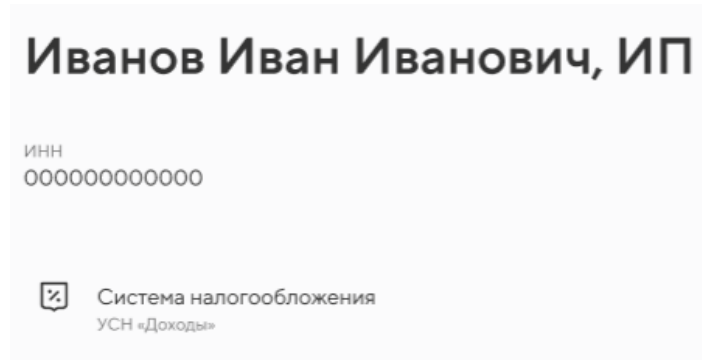 Иванов Иван Иванович, ИП
ИНН
000000000000
Система налогообложения
УСН «Доходы»